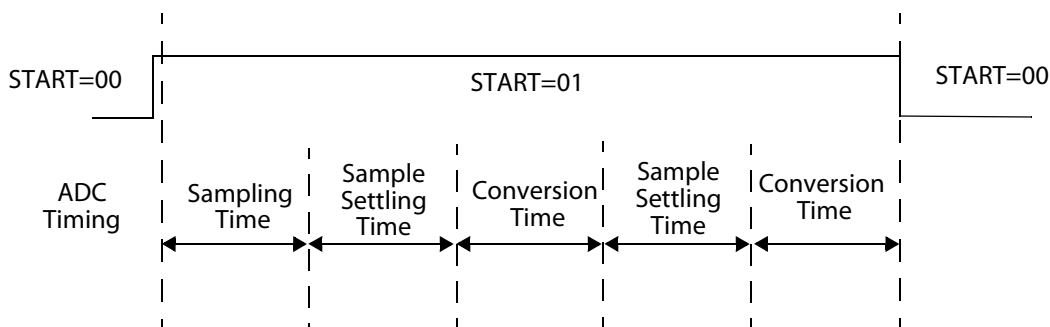 START=00
START=01
START=00
ADC
Timing
Sampling
Time
Sample
Settling
Time
Conversion
Time
Sample
Settling
Time
Conversion
Time